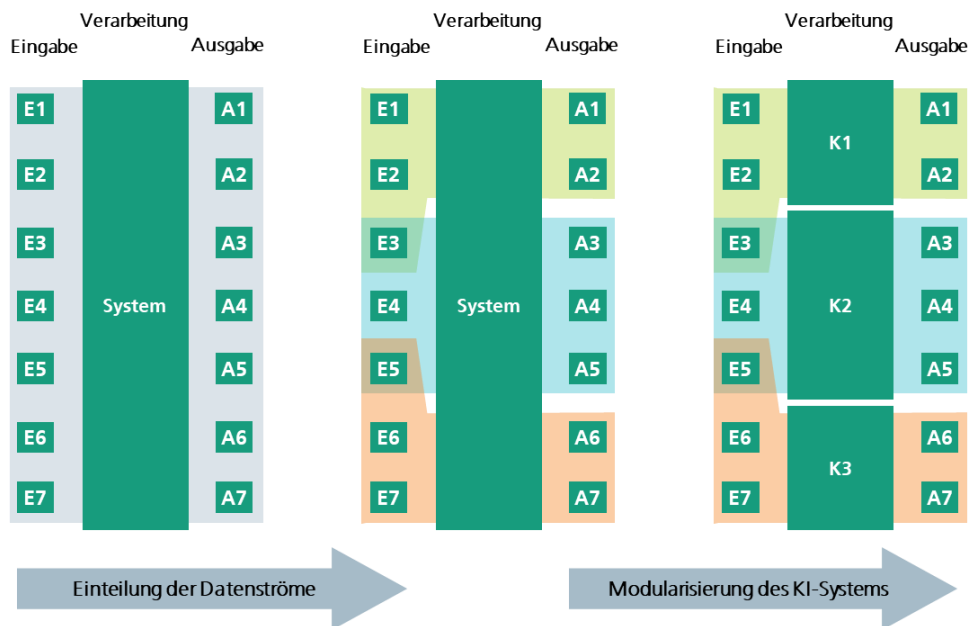 Verarbeitung
Eingabe
Ausgabe
E1
A1
E2
A2
E3
A3
E4
System
A4
E5
A5
E6
A6
E7
A7
Verarbeitung
Eingabe
Ausgabe
E1
A1
E2
A2
E3
A3
E4
System
A4
E5
A5
E6
A6
E7
A7
Verarbeitung
Eingabe
Ausgabe
E1
A1
K1
E2
A2
E3
A3
E4
K2
A4
E5
A5
E6
A6
K3
E7
A7
Einteilung der Datenströme
Modularisierung des KI-Systems